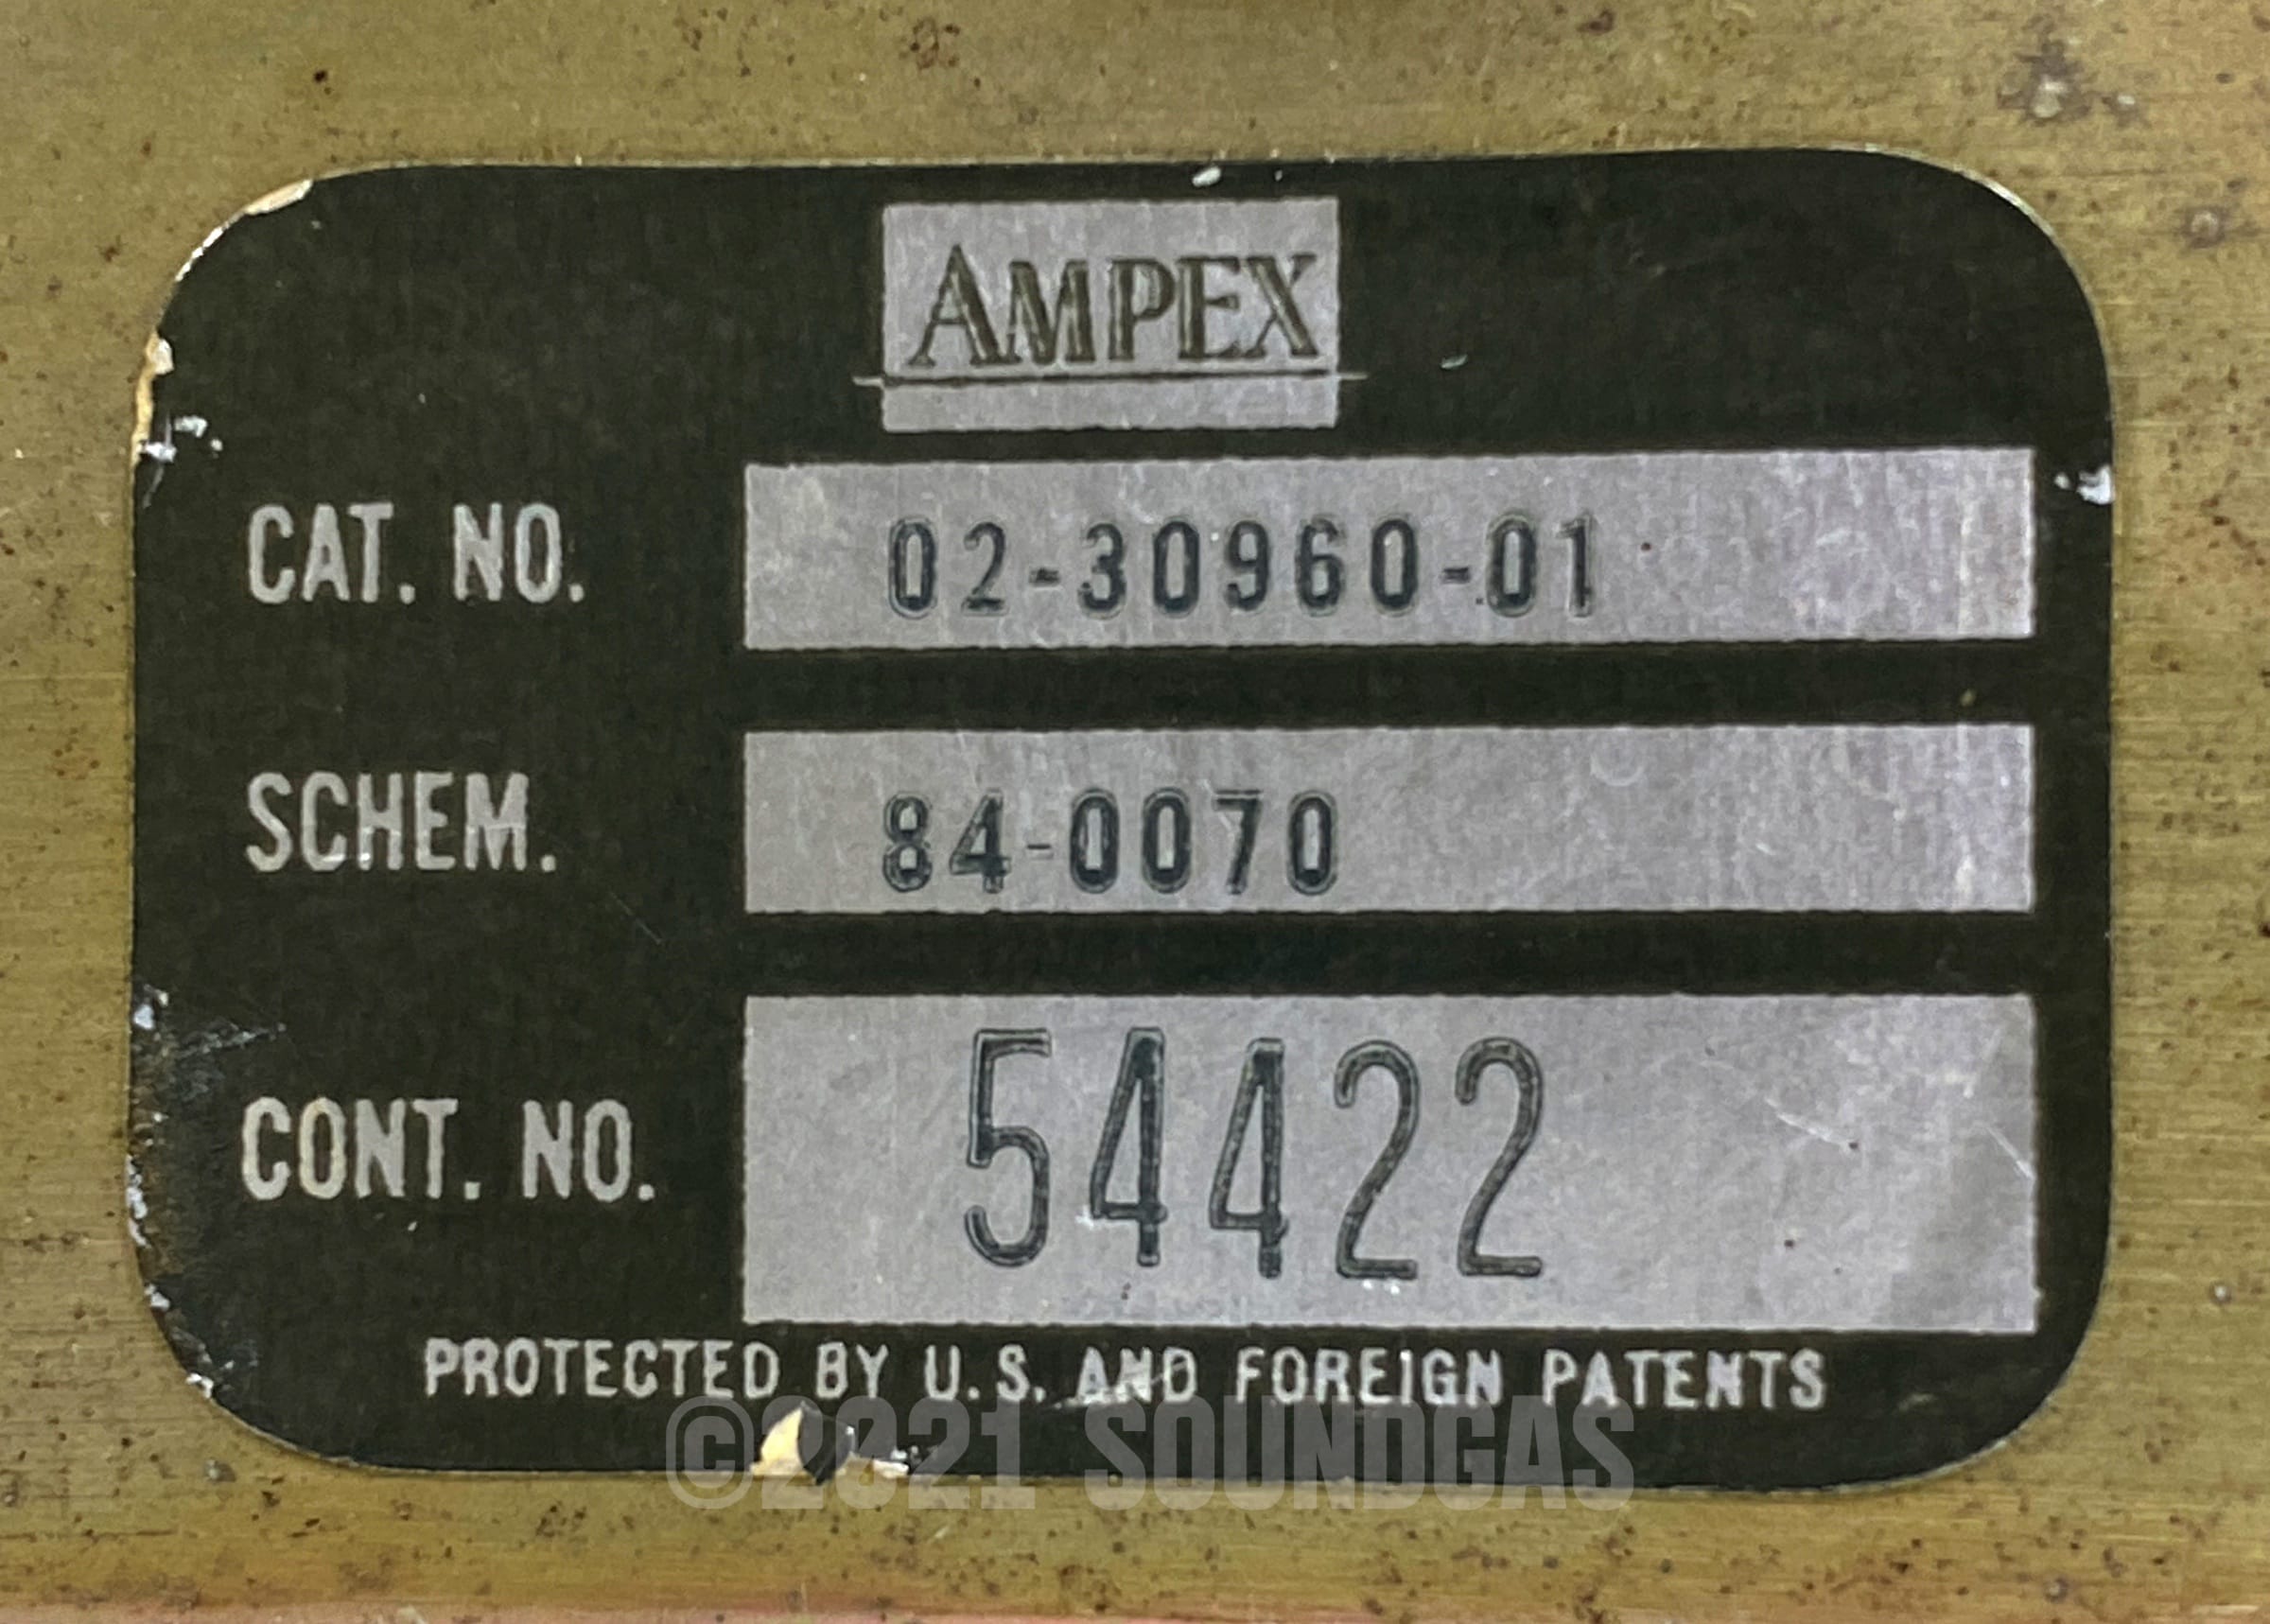 AMPEX
CAT. NO. 02-30960-01
SCHEM. 84-0070
CONT. NO. 54422
PROTECTED BY U.S. AND FOREIGN PATENTS
©2021 SOUNDGAS